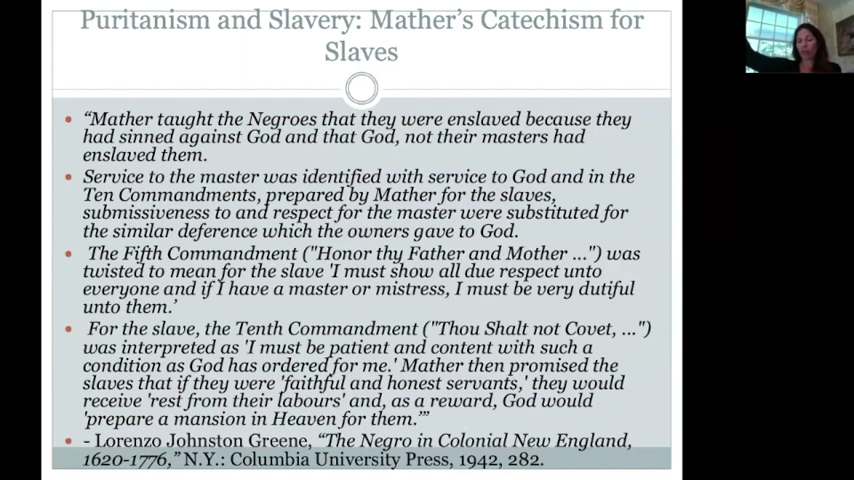 Puritanism and Slavery: Mather's Catechism for
Slaves
• "Mather taught the Negroes that they were enslaved because they
had sinned against God and that God, not their masters had
enslaved them.
• Service to the master was identified with service to God and in the
Ten Commandments, prepared by Mather for the slaves,
submissiveness to and respect for the master were substituted for
the similar deference which the owners gave to God.
• The Fifth Commandment ("Honor thy Father and Mother ...") was
twisted to mean for the slave 'I must show all due respect unto
everyone and if I have a master or mistress, I must be very dutiful
unto them.'
• For the slave, the Tenth Commandment ("Thou Shalt not Covet, ...")
was interpreted as 'I must be patient and content with such a
condition as God has ordered for me.' Mather then promised the
slaves that if they were 'faithful and honest servants,' they would
receive 'rest from their labours' and, as a reward, God would
'prepare a mansion in Heaven for them.'"
• - Lorenzo Johnston Greene, "The Negro in Colonial New England,
1620-1776," N.Y.: Columbia University Press, 1942, 282.